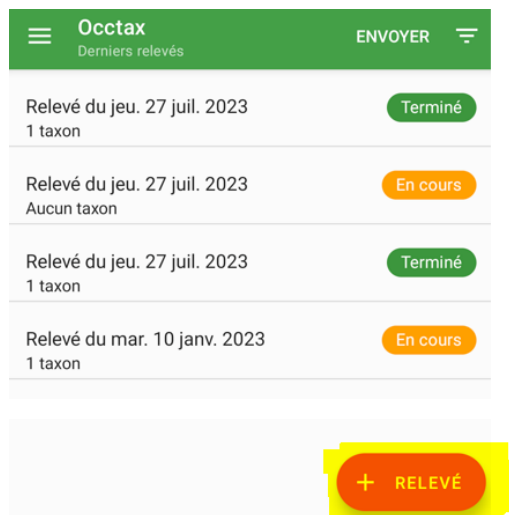 Occtax
Derniers relevés
ENVOYER
Relevé du jeu. 27 juil. 2023
Terminé
1 taxon
Relevé du jeu. 27 juil. 2023
En cours
Aucun taxon
Relevé du jeu. 27 juil. 2023
Terminé
1 taxon
Relevé du mar. 10 janv. 2023
En cours
1 taxon
+ RELEVÉ